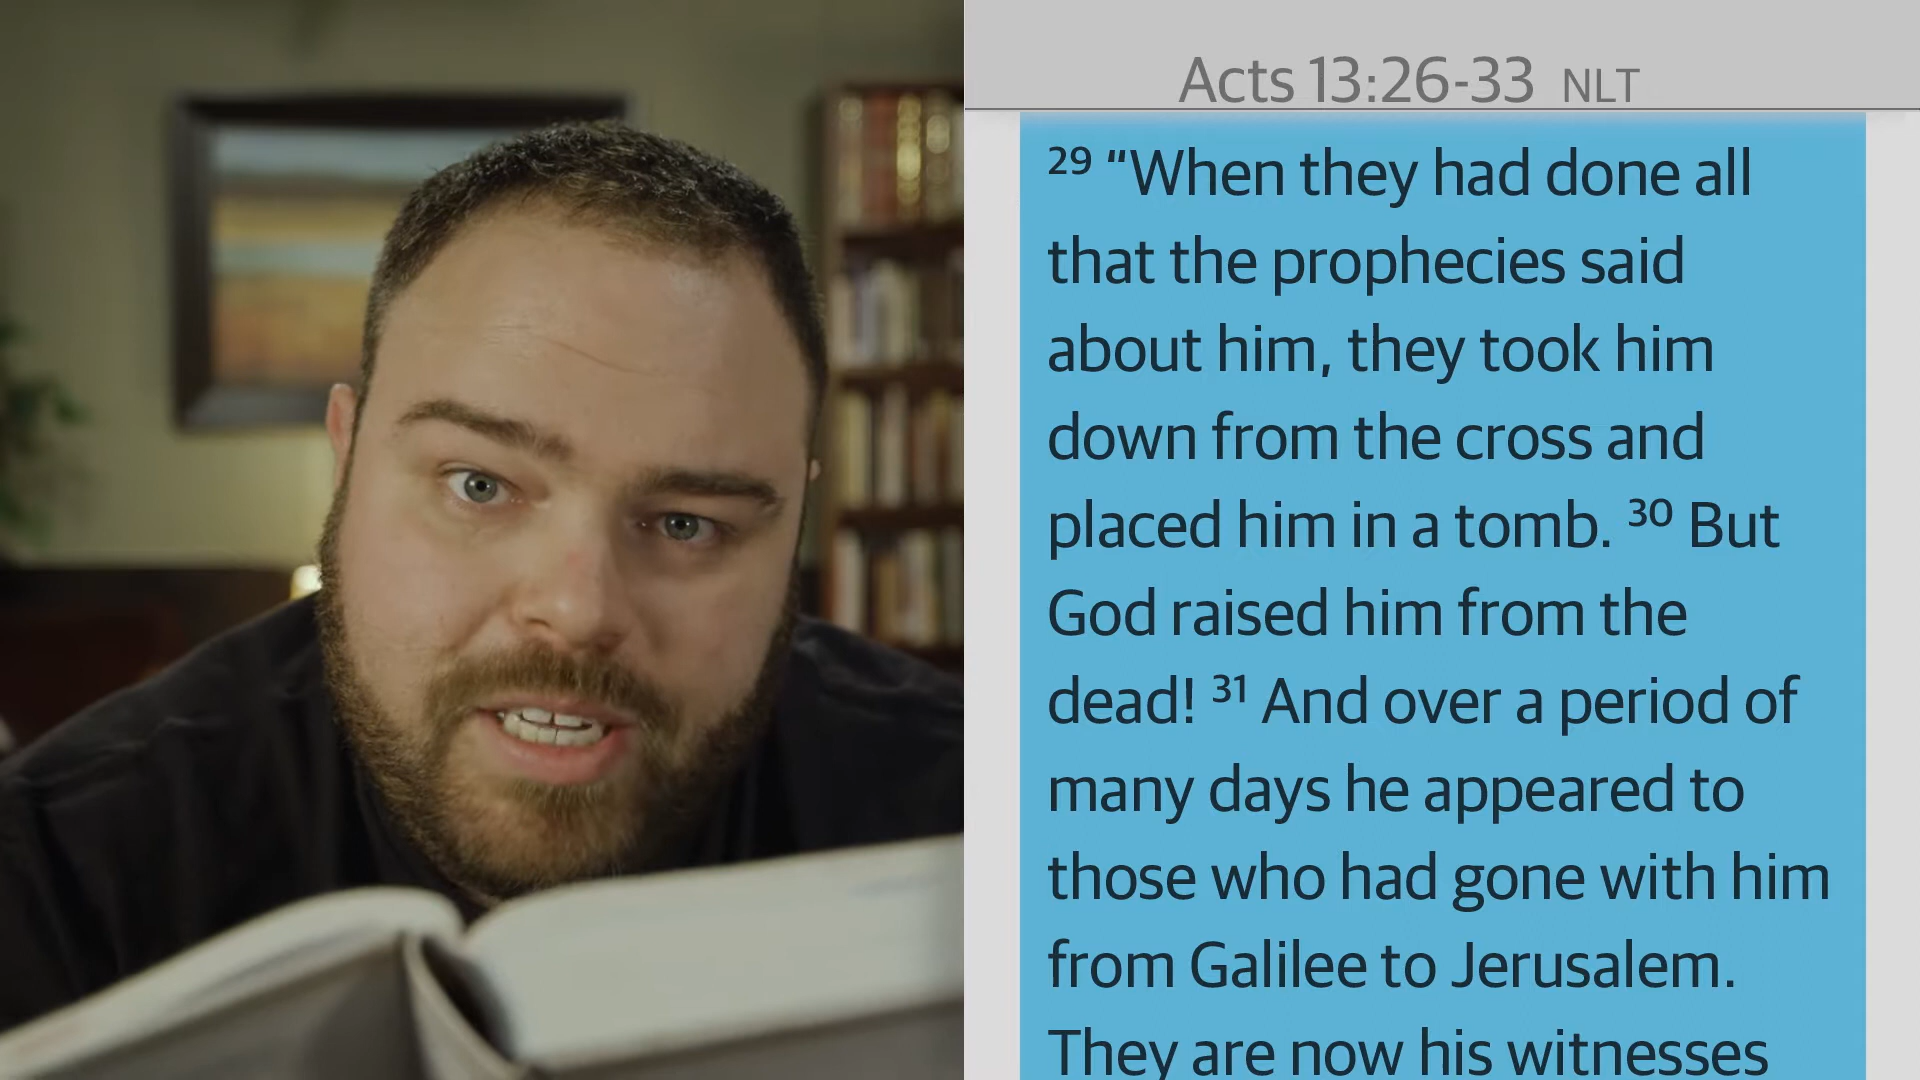 Acts 13:26-33 NLT
29 “When they had done all
that the prophecies said
about him, they took him
down from the cross and
placed him in a tomb. 30 But
God raised him from the
dead! 31 And over a period of
many days he appeared to
those who had gone with him
from Galilee to Jerusalem.
They are now his witnesses